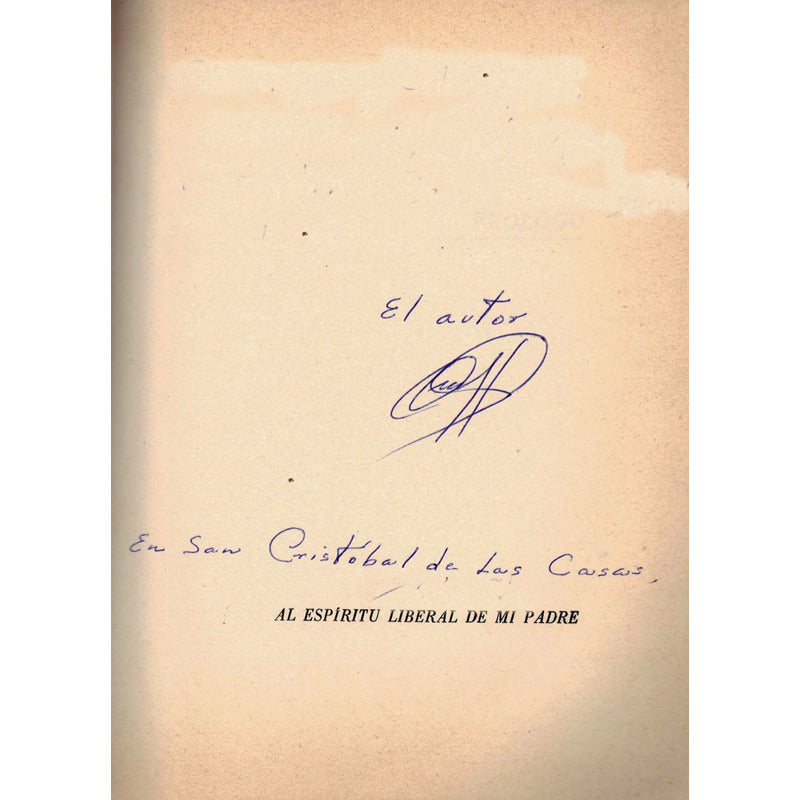 El autor
En San Cristóbal de Las Casas,
AL ESPÍRITU LIBERAL DE MI PADRE